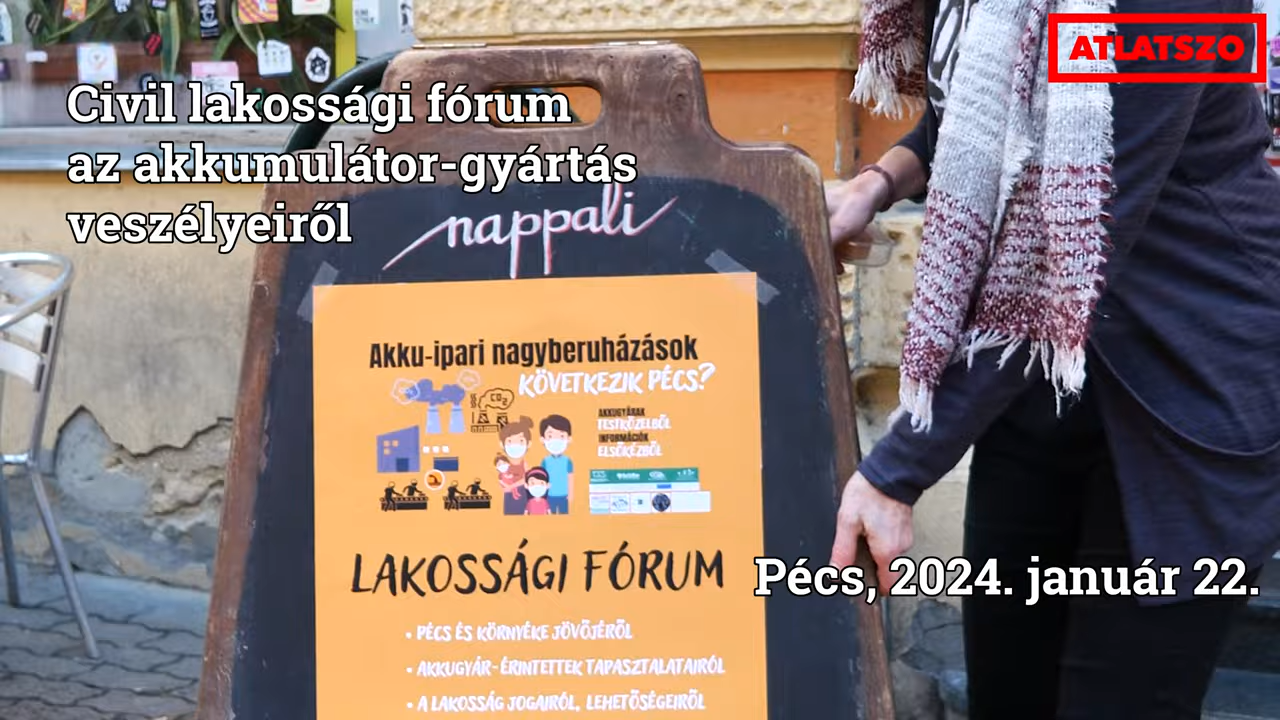 ATLATSZO
Civil lakossági fórum
az akkumulátor-gyártás
veszélyeiről
nappali
Akku-ipari nagyberuházások
KÖVETKEZIK PÉCS?
CO2
AKKUGYÁRAK
TESTKÖZELBŐL
INFORMÁCIÓK
ELSŐKÉZBŐL
LAKOSSÁGI FÓRUM
Pécs, 2024. január 22.
• PÉCS ÉS KÖRNYÉKE JÖVŐJÉRŐL
• AKKUGYÁR-ÉRINTETTEK TAPASZTALATAIRÓL
• A LAKOSSÁG JOGAIRÓL, LEHETŐSÉGEIRŐL